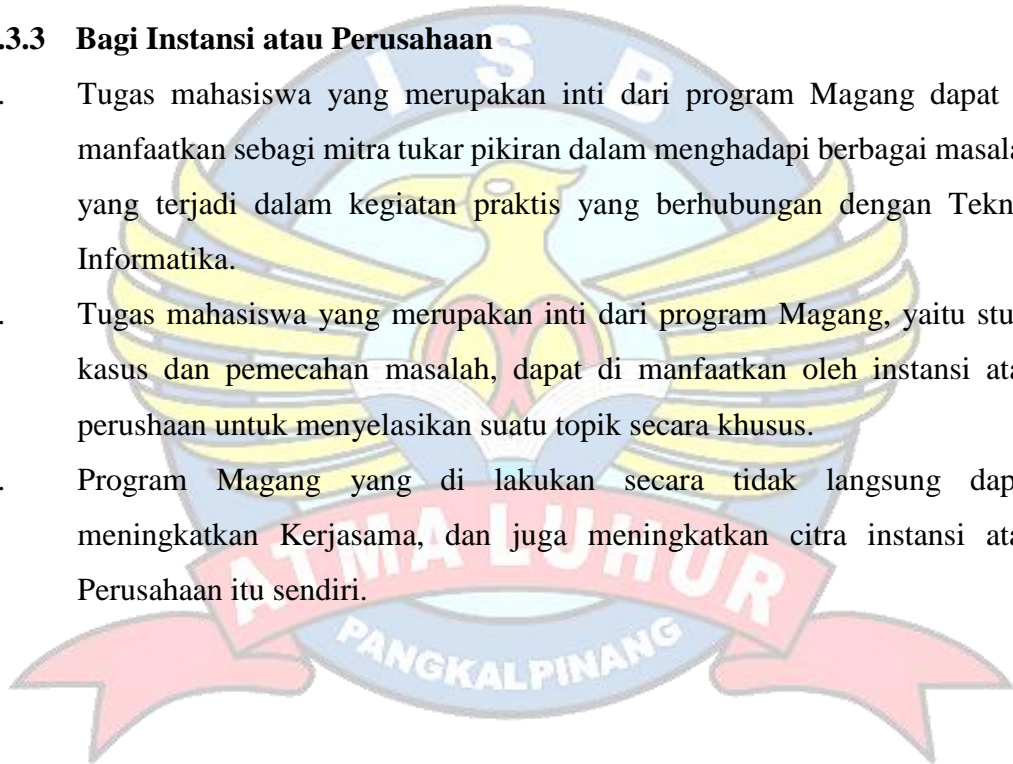 .3.3 Bagi Instansi atau Perusahaan
. Tugas mahasiswa yang merupakan inti dari program Magang dapat
manfaatkan sebagi mitra tukar pikiran dalam menghadapi berbagai masala
yang terjadi dalam kegiatan praktis yang berhubungan dengan Tekn
Informatika.
. Tugas mahasiswa yang merupakan inti dari program Magang, yaitu stu
kasus dan pemecahan masalah, dapat di manfaatkan oleh instansi ata
perushaan untuk menyelasikan suatu topik secara khusus.
. Program Magang yang di lakukan secara tidak langsung dap
meningkatkan Kerjasama, dan juga meningkatkan citra instansi ata
Perusahaan itu sendiri.
I S B
ATMA LUHUR
PANGKALPINANG